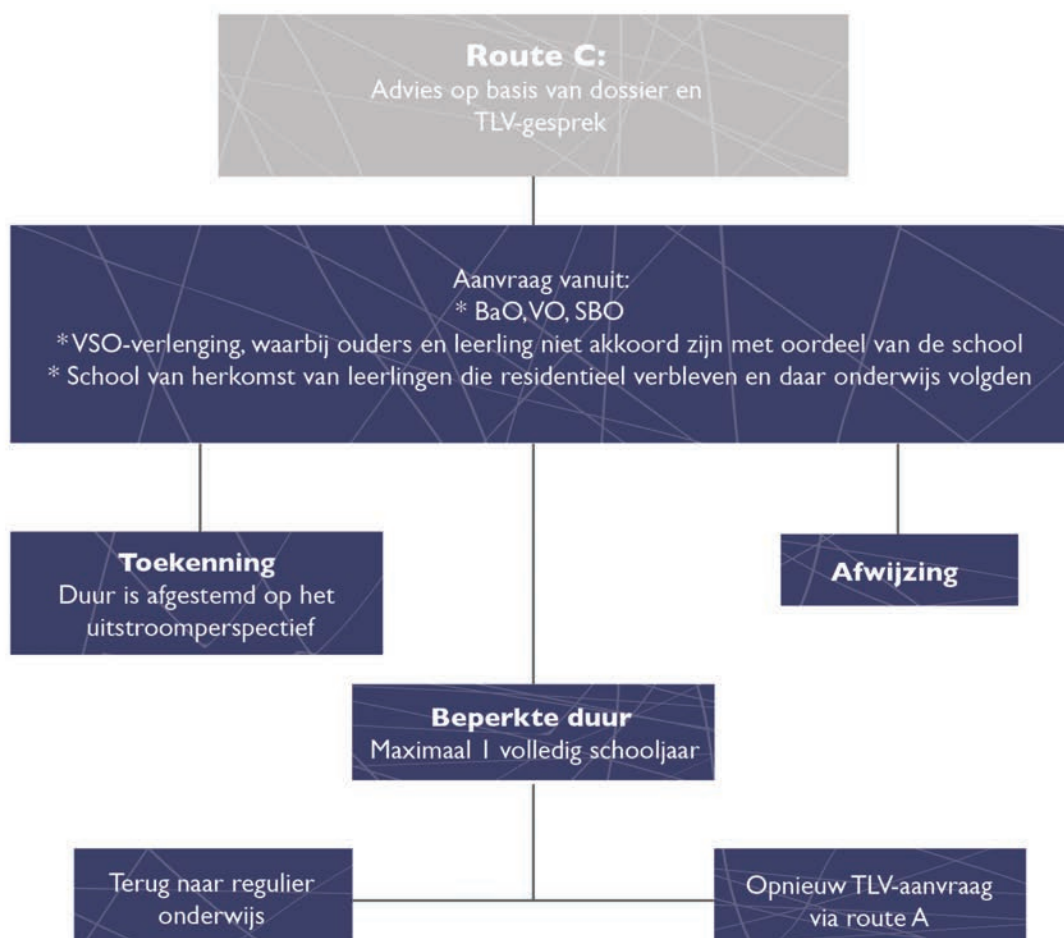 Route C:
Advies op basis van dossier en
TLV-gesprek
Aanvraag vanuit:
* BaO, VO, SBO
* VSO-verlenging, waarbij ouders en leerling niet akkoord zijn met oordeel van de school
* School van herkomst van leerlingen die residentieel verbleven en daar onderwijs volgden
Toekenning
Duur is afgestemd op het
uitstroomperspectief
Afwijzing
Beperkte duur
Maximaal 1 volledig schooljaar
Terug naar regulier
onderwijs
Opnieuw TLV-aanvraag
via route A